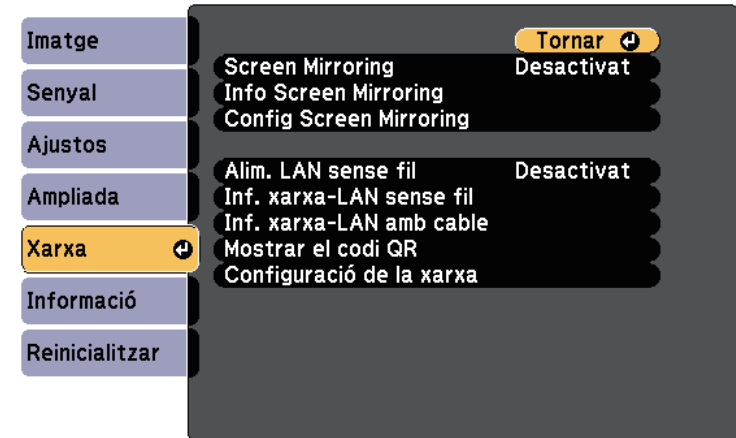 Imatge
Senyal
Ajustos
Ampliada
Xarxa
Informació
Reinicialitzar
Tornar
Screen Mirroring Desactivat
Info Screen Mirroring
Config Screen Mirroring
Alim. LAN sense fil Desactivat
Inf. xarxa-LAN sense fil
Inf. xarxa-LAN amb cable
Mostrar el codi QR
Configuració de la xarxa